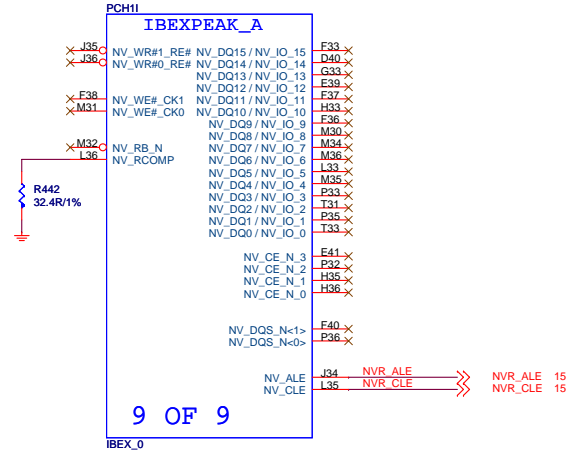 PCH1I
IBEXPEAK_A
J35 NV_WR#1_RE# NV_DQ15 / NV_IO_15 F33
J36 NV_WR#0_RE# NV_DQ14 / NV_IO_14 D40
NV_DQ13 / NV_IO_13 G33
NV_DQ12 / NV_IO_12 E39
F38 NV_WE#_CK1 NV_DQ11 / NV_IO_11 F37
M31 NV_WE#_CK0 NV_DQ10 / NV_IO_10 H33
NV_DQ9 / NV_IO_9 F36
NV_DQ8 / NV_IO_8 M30
M32 NV_RB_N NV_DQ7 / NV_IO_7 M34
L36 NV_RCOMP NV_DQ6 / NV_IO_6 M36
NV_DQ5 / NV_IO_5 L33
NV_DQ4 / NV_IO_4 M35
R442 NV_DQ3 / NV_IO_3 P33
32.4R/1% NV_DQ2 / NV_IO_2 T31
NV_DQ1 / NV_IO_1 P35
NV_DQ0 / NV_IO_0 T33
NV_CE_N_3 E41
NV_CE_N_2 P32
NV_CE_N_1 H35
NV_CE_N_0 H36
NV_DQS_N<1> F40
NV_DQS_N<0> P36
NV_ALE J34 NVR_ALE NVR_ALE 15
NV_CLE L35 NVR_CLE NVR_CLE 15
9 OF 9
IBEX_0